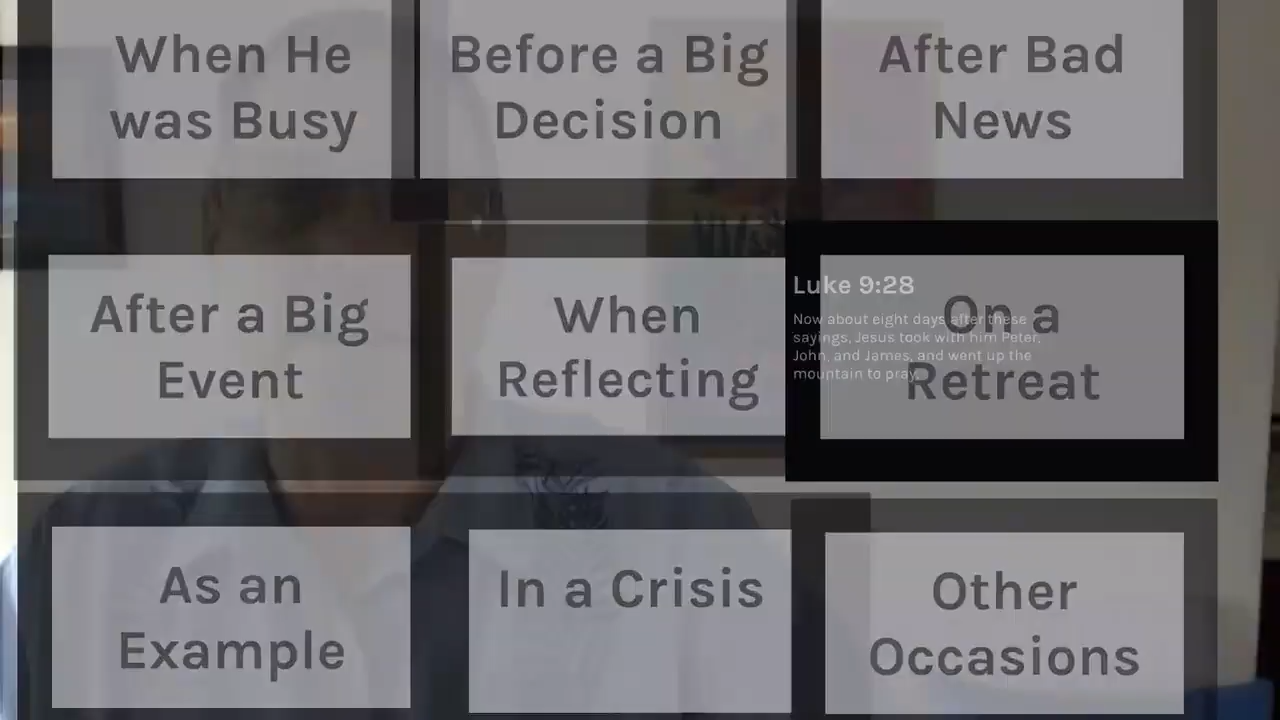 When He
was Busy
Before a Big
Decision
After Bad
News
After a Big
Event
When
Reflecting
On a
Retreat
Luke 9:28
Now about eight days after these
sayings, Jesus took with him Peter,
John, and James, and went up the
mountain to pray.
As an
Example
In a Crisis
Other
Occasions